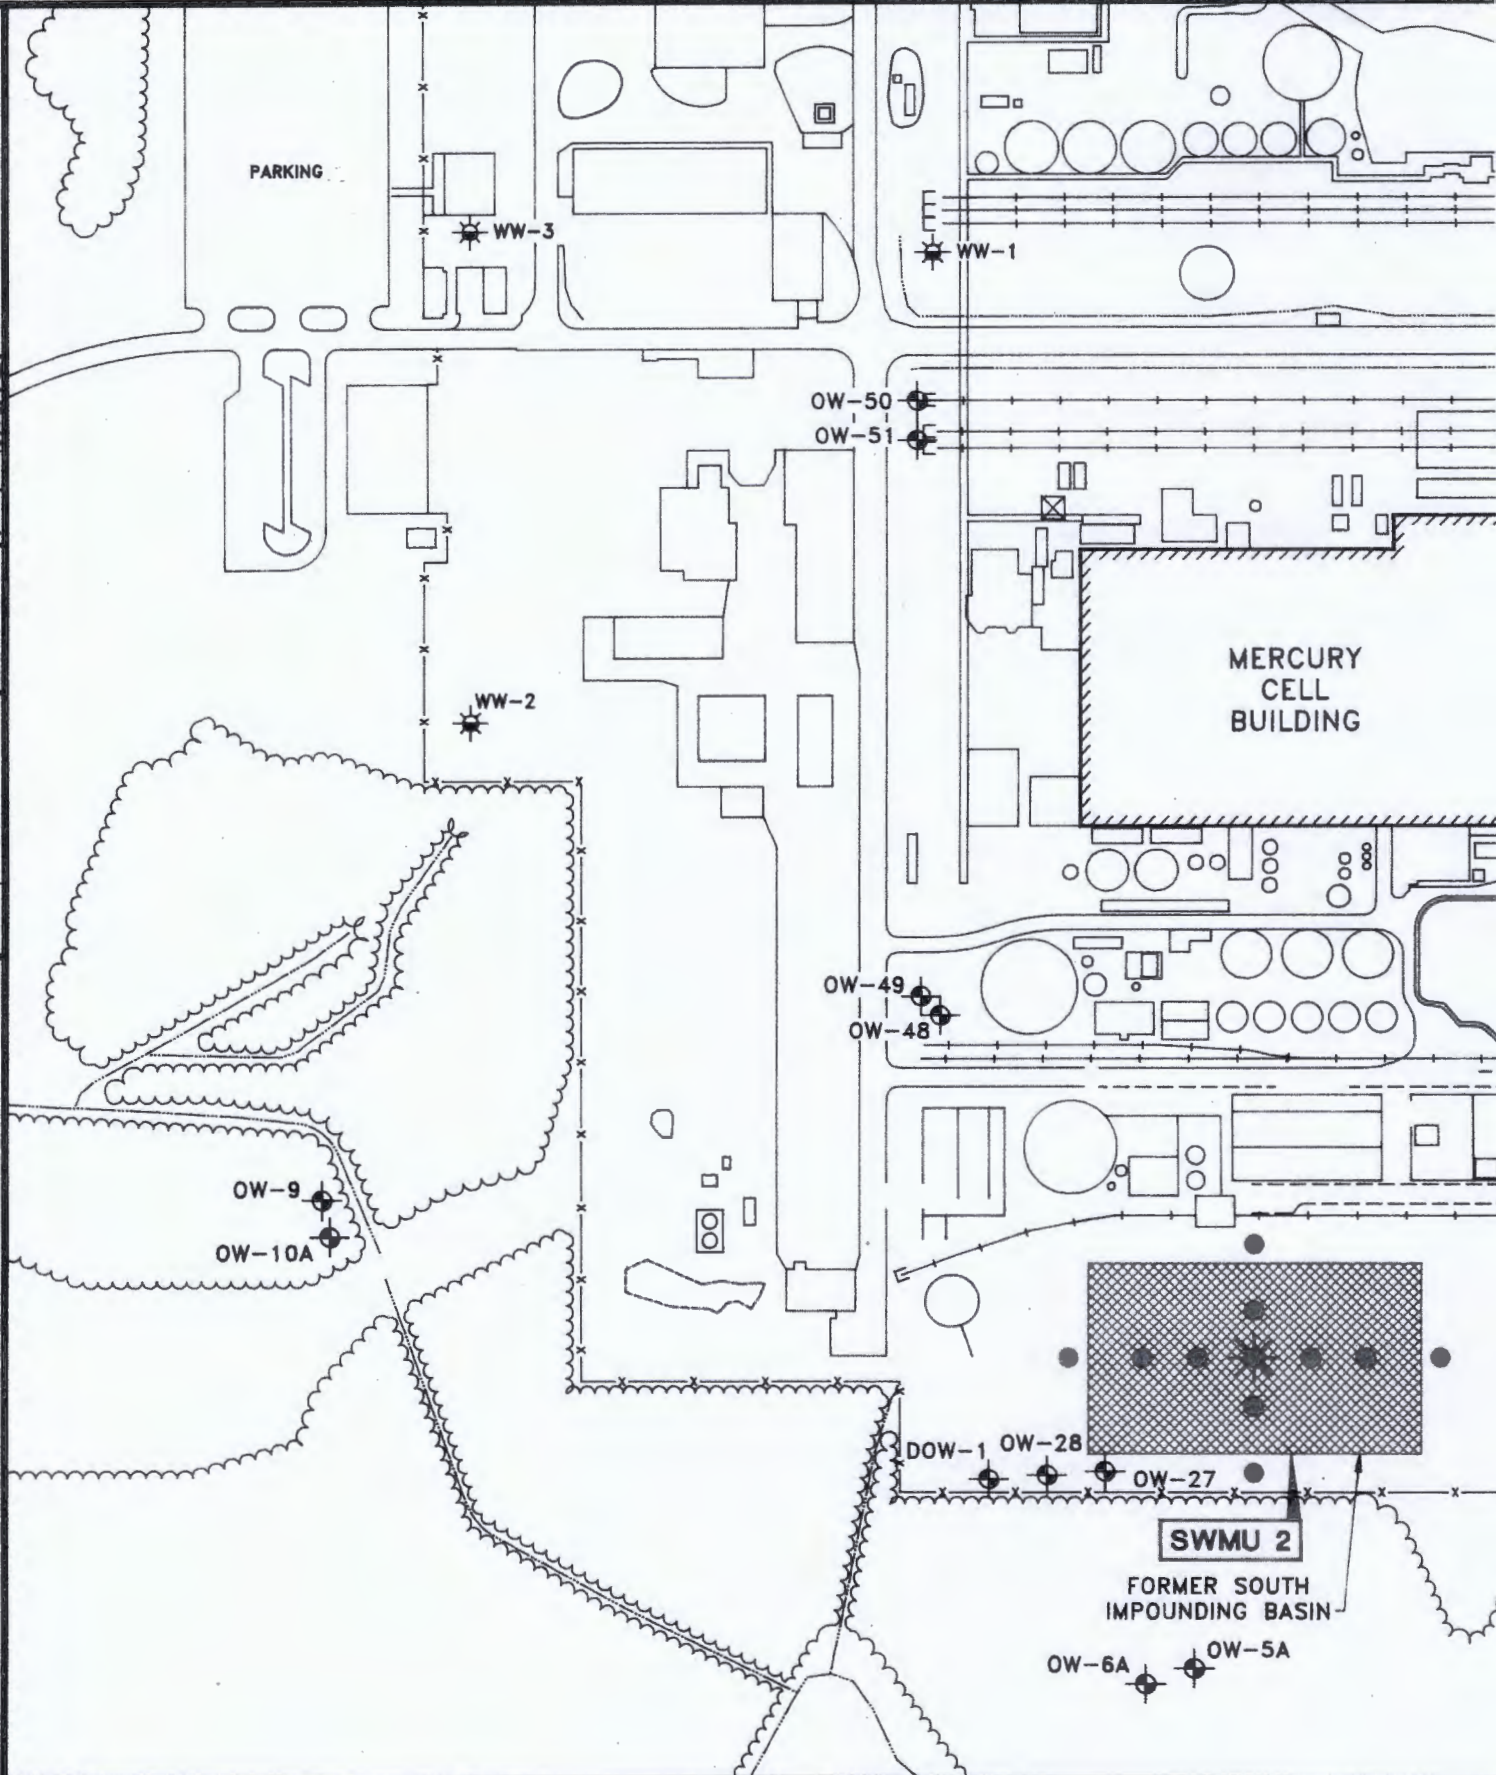 PARKING
WW-3
WW-1
OW-50
OW-51
MERCURY
CELL
BUILDING
WW-2
OW-49
OW-48
OW-9
OW-10A
DOW-1
OW-28
OW-27
SWMU 2
FORMER SOUTH
IMPOUNDING BASIN
OW-6A
OW-5A